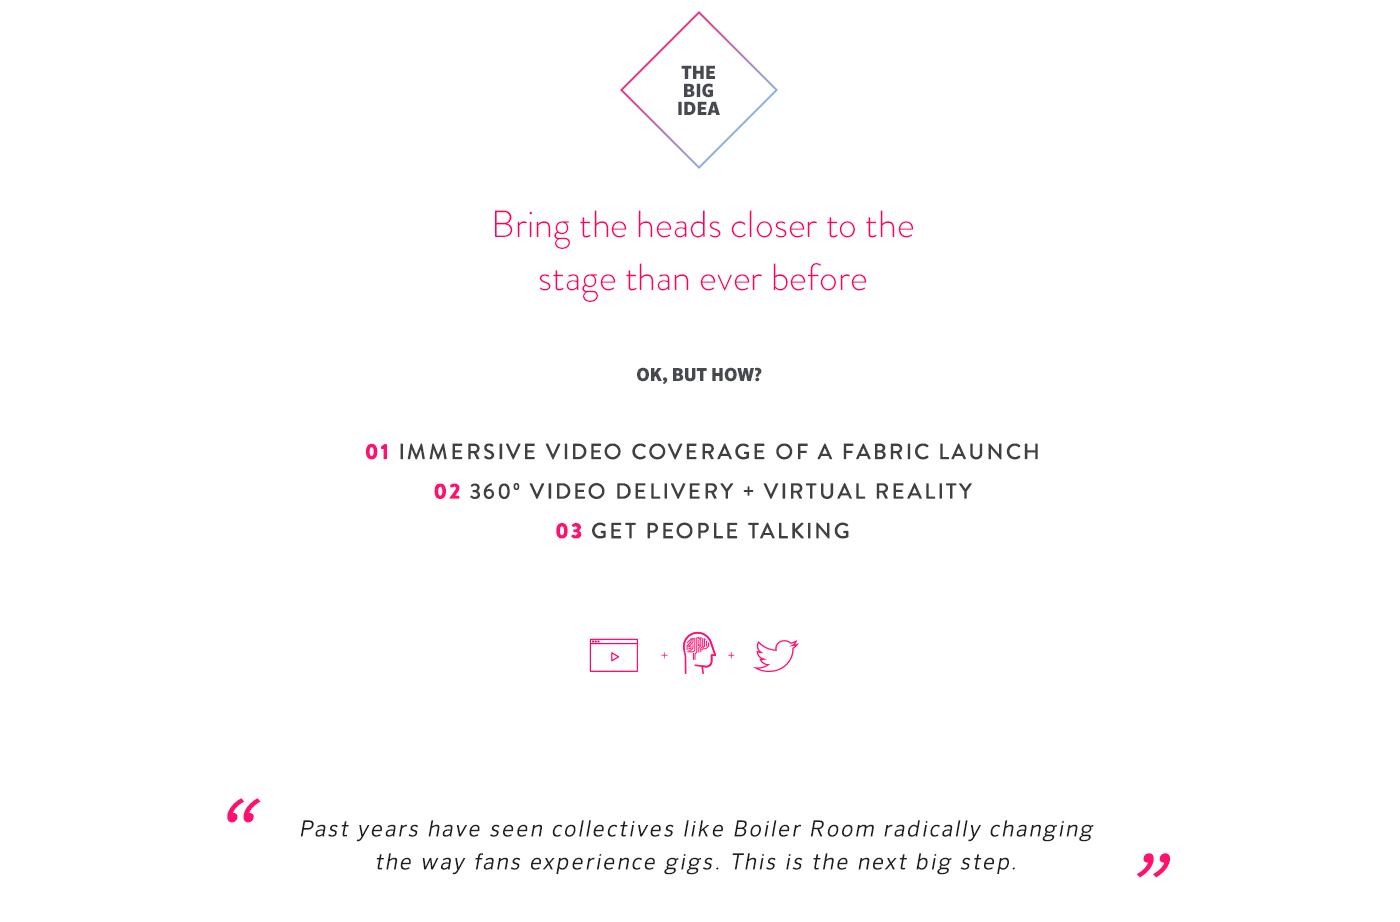 THE
BIG
IDEA
Bring the heads closer to the
stage than ever before
OK, BUT HOW?
01 IMMERSIVE VIDEO COVERAGE OF A FABRIC LAUNCH
02 360º VIDEO DELIVERY + VIRTUAL REALITY
03 GET PEOPLE TALKING
+ +
“ Past years have seen collectives like Boiler Room radically changing
the way fans experience gigs. This is the next big step. ”